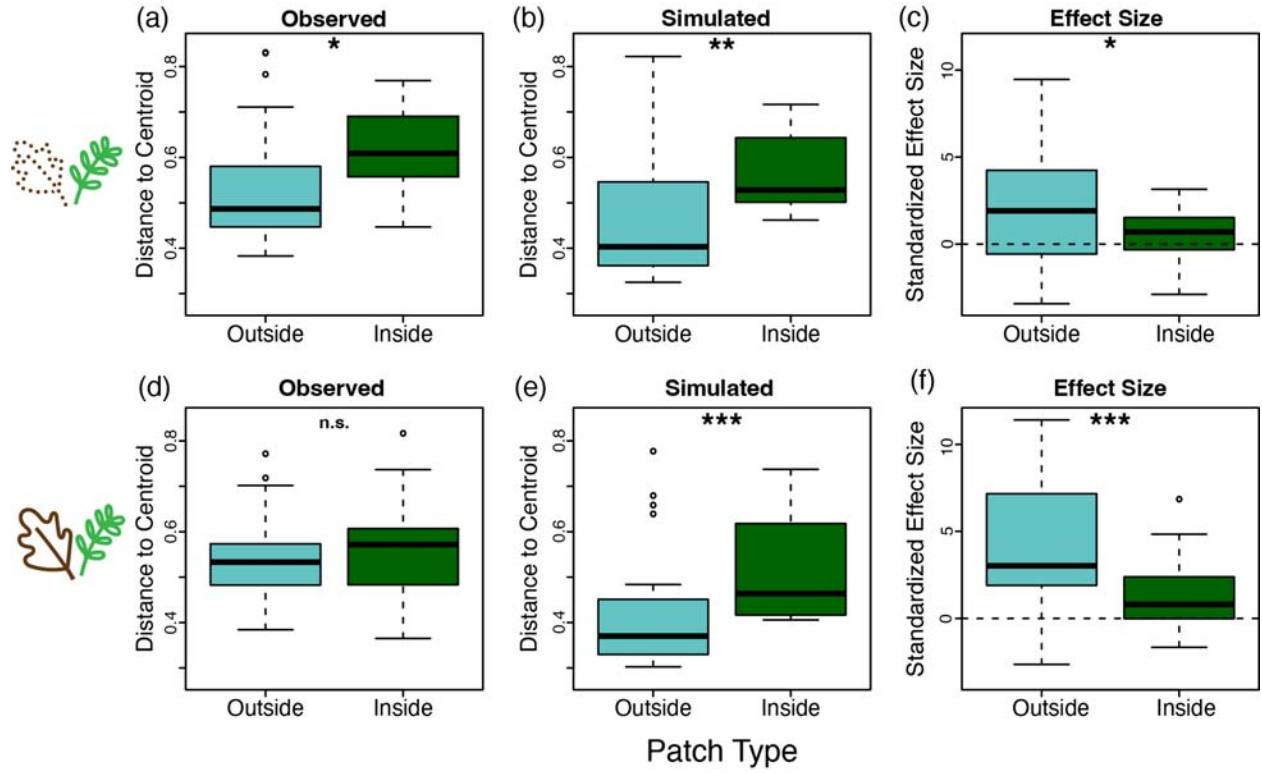 (a) Observed
(b) Simulated
(c) Effect Size
*
**
*
Distance to Centroid
0.4 0.6 0.8
Outside Inside
Distance to Centroid
0.4 0.6 0.8
Outside Inside
Standardized Effect Size
0 5 10
Outside Inside
(d) Observed
(e) Simulated
(f) Effect Size
n.s.
***
***
Distance to Centroid
0.4 0.6 0.8
Outside Inside
Distance to Centroid
0.4 0.6 0.8
Outside Inside
Standardized Effect Size
0 5 10
Outside Inside
Patch Type